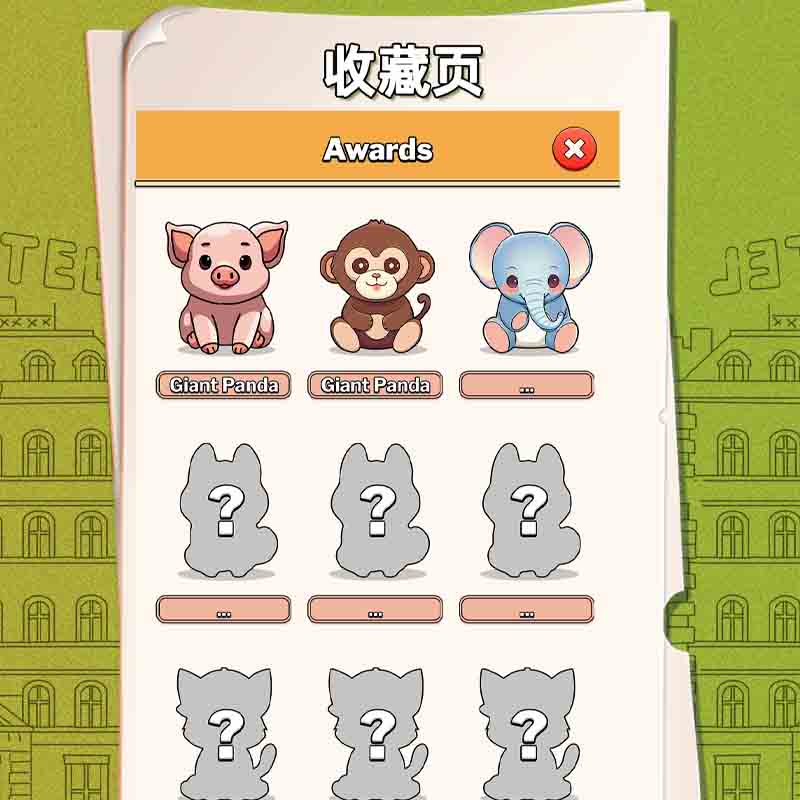 收藏页
Awards
Giant Panda Giant Panda ...
? ? ?
... ... ...
? ? ?